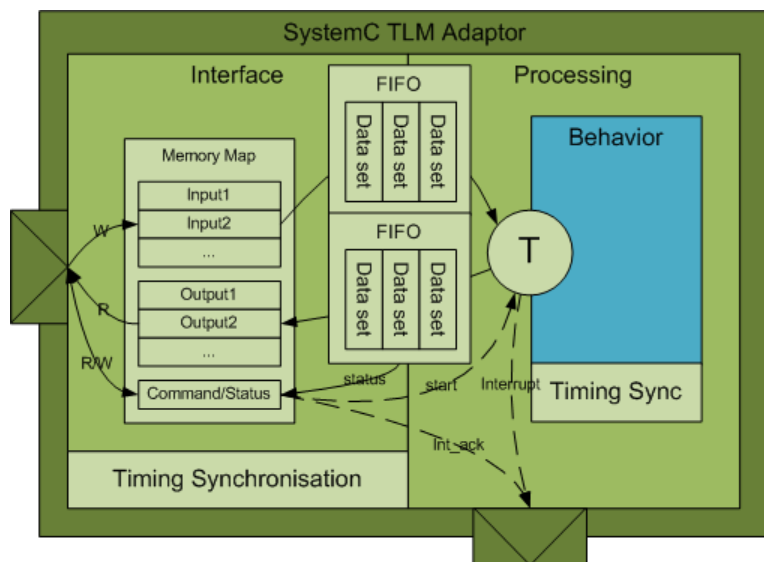 SystemC TLM Adaptor
Interface
Processing
FIFO
Data set
Data set
Data set
Behavior
Memory Map
Input1
Input2
...
W
T
FIFO
Data set
Data set
Data set
Output1
Output2
...
R
R/W
Command/Status
status
start
Interrupt
Timing Sync
Int_ack
Timing Synchronisation